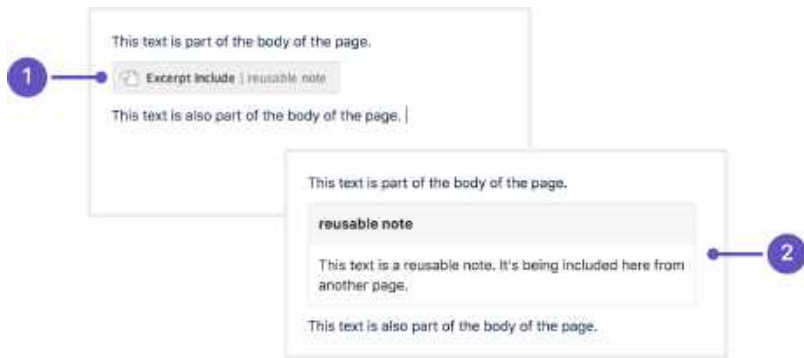 This text is part of the body of the page.
1
Excerpt Include | reusable note
This text is also part of the body of the page.
This text is part of the body of the page.
reusable note
2
This text is a reusable note. It's being included here from
another page.
This text is also part of the body of the page.